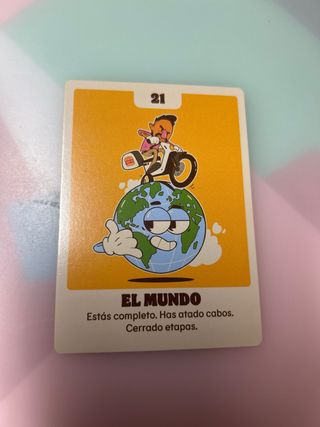 21
EL MUNDO
Estás completo. Has atado cabos.
Cerrado etapas.